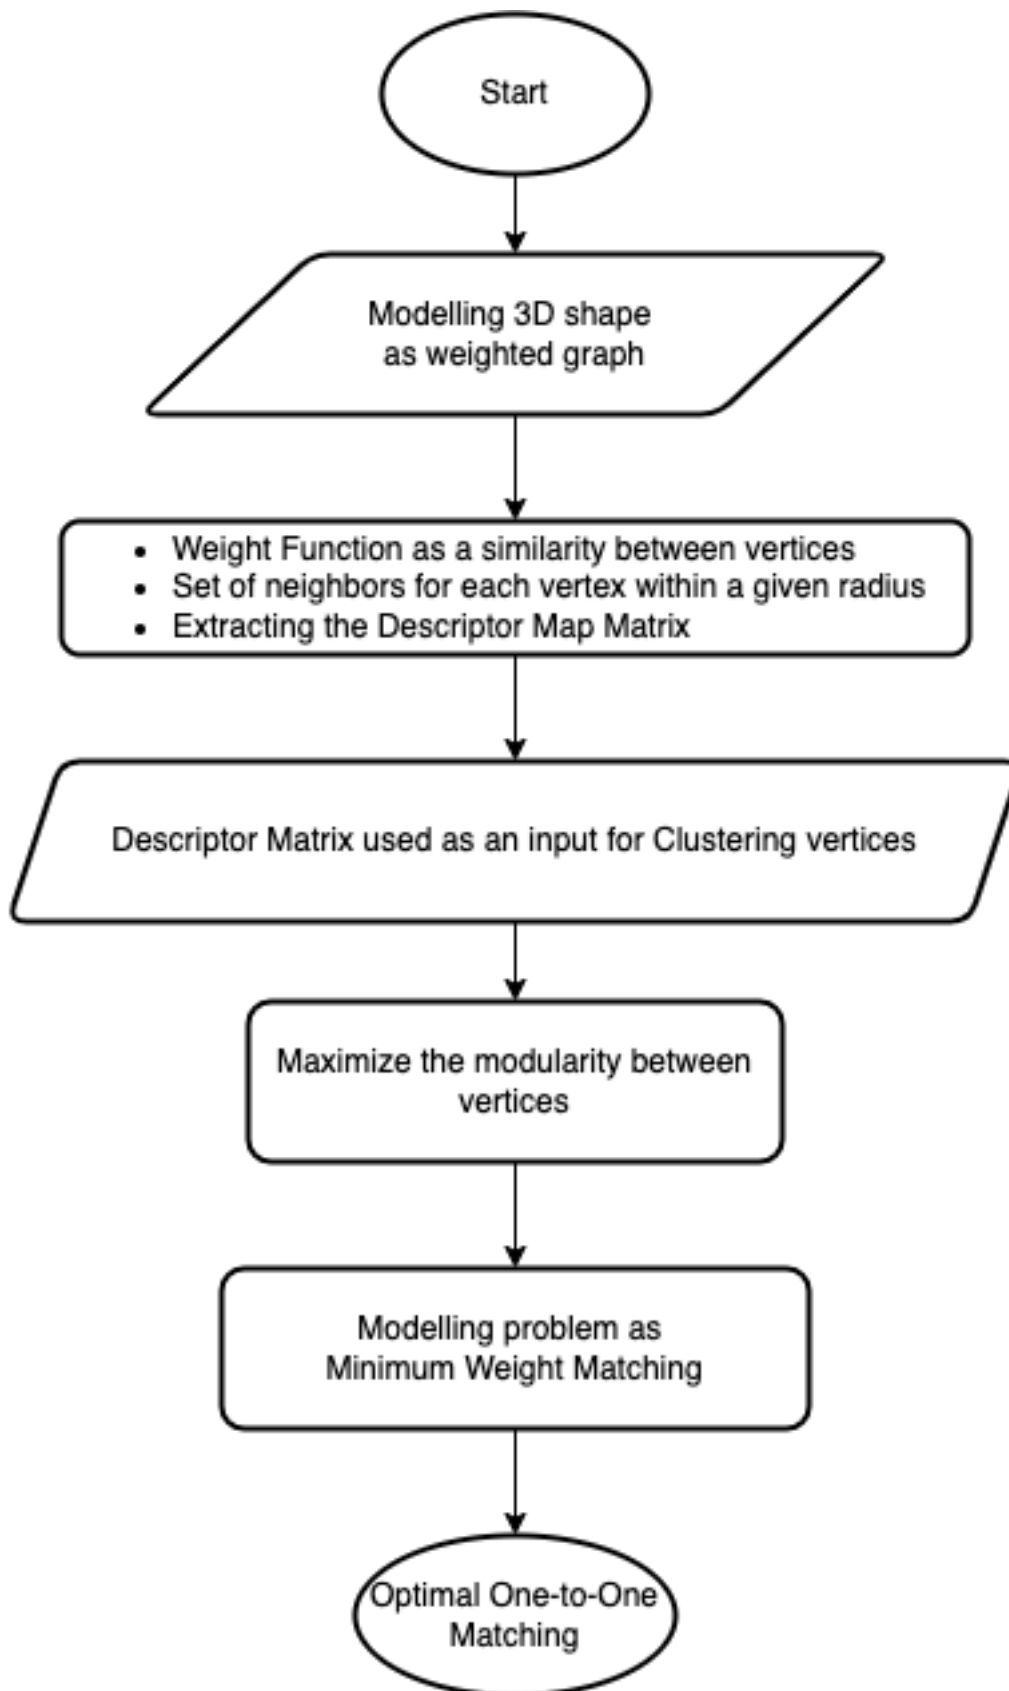 Start
Modelling 3D shape
as weighted graph
• Weight Function as a similarity between vertices
• Set of neighbors for each vertex within a given radius
• Extracting the Descriptor Map Matrix
Descriptor Matrix used as an input for Clustering vertices
Maximize the modularity between
vertices
Modelling problem as
Minimum Weight Matching
Optimal One-to-One
Matching